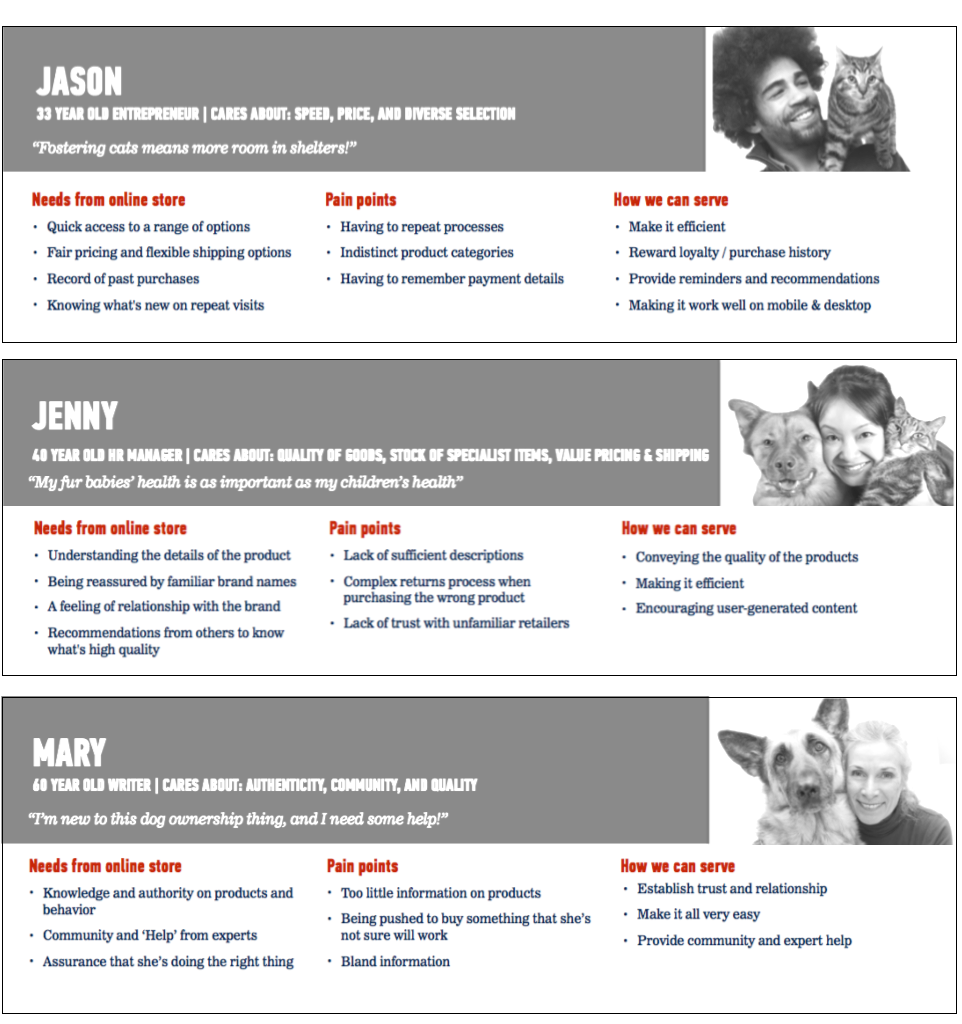 JASON
33 YEAR OLD ENTREPRENEUR | CARES ABOUT: SPEED, PRICE, AND DIVERSE SELECTION
“Fostering cats means more room in shelters!”
Needs from online store
• Quick access to a range of options
• Fair pricing and flexible shipping options
• Record of past purchases
• Knowing what's new on repeat visits
Pain points
• Having to repeat processes
• Indistinct product categories
• Having to remember payment details
How we can serve
• Make it efficient
• Reward loyalty / purchase history
• Provide reminders and recommendations
• Making it work well on mobile & desktop
JENNY
40 YEAR OLD HR MANAGER | CARES ABOUT: QUALITY OF GOODS, STOCK OF SPECIALIST ITEMS, VALUE PRICING & SHIPPING
“My fur babies’ health is as important as my children’s health”
Needs from online store
• Understanding the details of the product
• Being reassured by familiar brand names
• A feeling of relationship with the brand
• Recommendations from others to know
what's high quality
Pain points
• Lack of sufficient descriptions
• Complex returns process when
purchasing the wrong product
• Lack of trust with unfamiliar retailers
How we can serve
• Conveying the quality of the products
• Making it efficient
• Encouraging user-generated content
MARY
60 YEAR OLD WRITER | CARES ABOUT: AUTHENTICITY, COMMUNITY, AND QUALITY
“I’m new to this dog ownership thing, and I need some help!”
Needs from online store
• Knowledge and authority on products and
behavior
• Community and ‘Help’ from experts
• Assurance that she’s doing the right thing
Pain points
• Too little information on products
• Being pushed to buy something that she’s
not sure will work
• Bland information
How we can serve
• Establish trust and relationship
• Make it all very easy
• Provide community and expert help